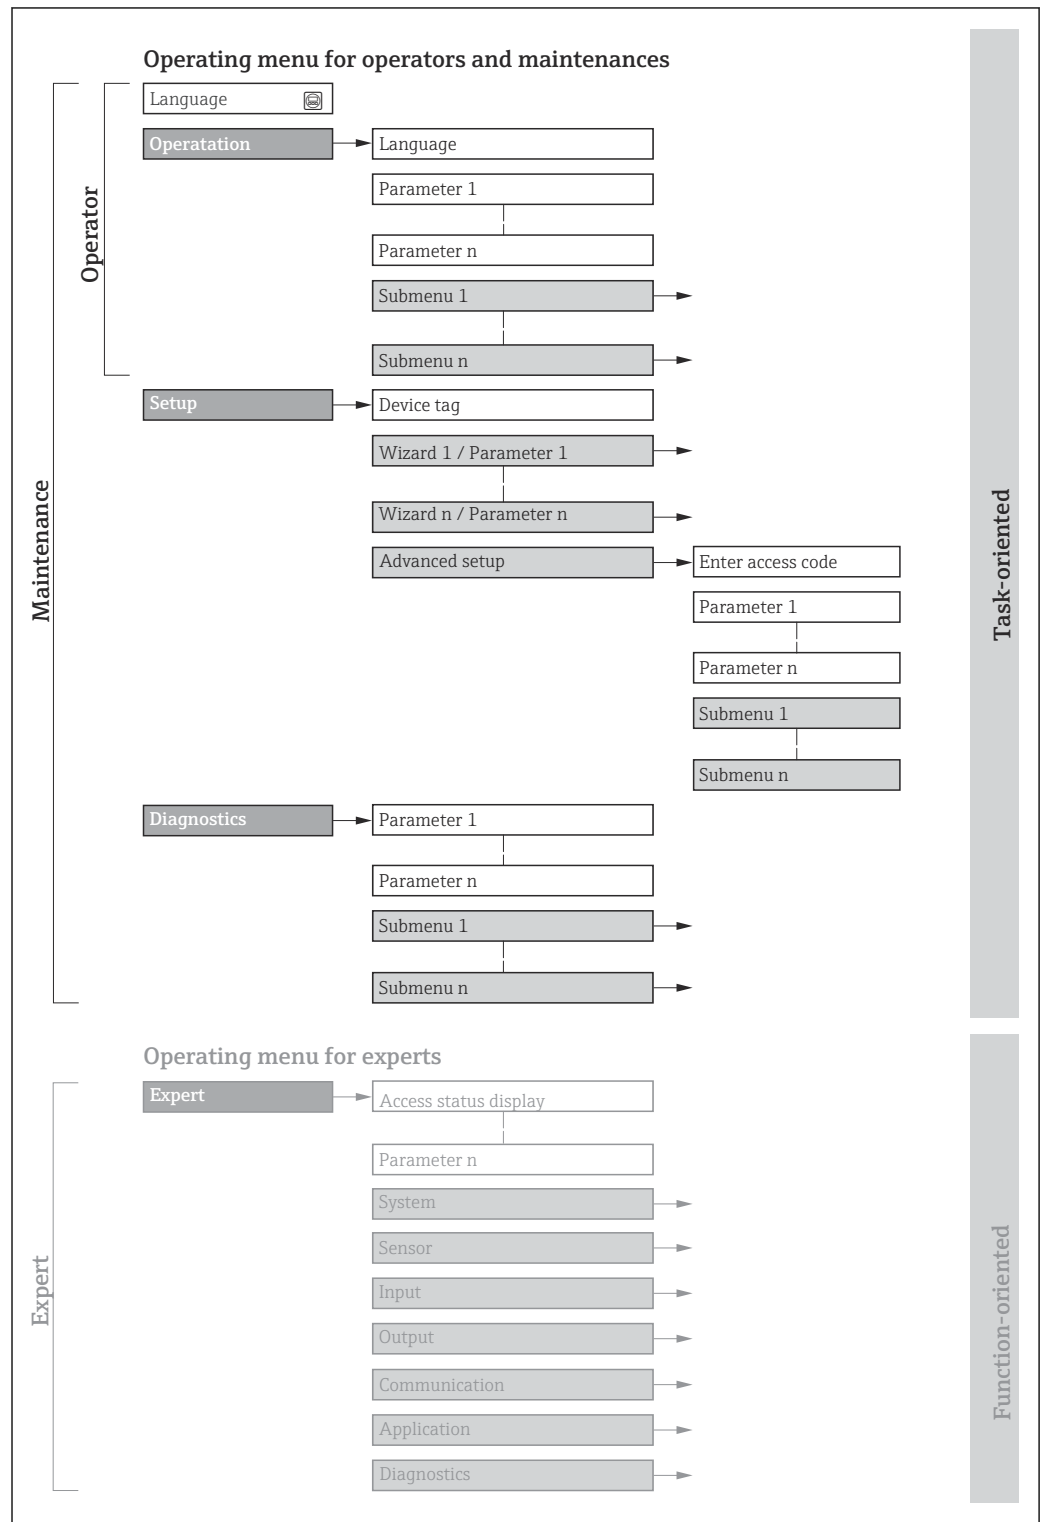 Operating menu for operators and maintenances
Language
Operatation
Language
Parameter 1
Parameter n
Submenu 1
Submenu n
Operator
Setup
Device tag
Wizard 1 / Parameter 1
Wizard n / Parameter n
Advanced setup
Enter access code
Parameter 1
Parameter n
Submenu 1
Submenu n
Maintenance
Task-oriented
Diagnostics
Parameter 1
Parameter n
Submenu 1
Submenu n
Operating menu for experts
Expert
Access status display
Parameter n
System
Sensor
Input
Output
Communication
Application
Diagnostics
Expert
Function-oriented